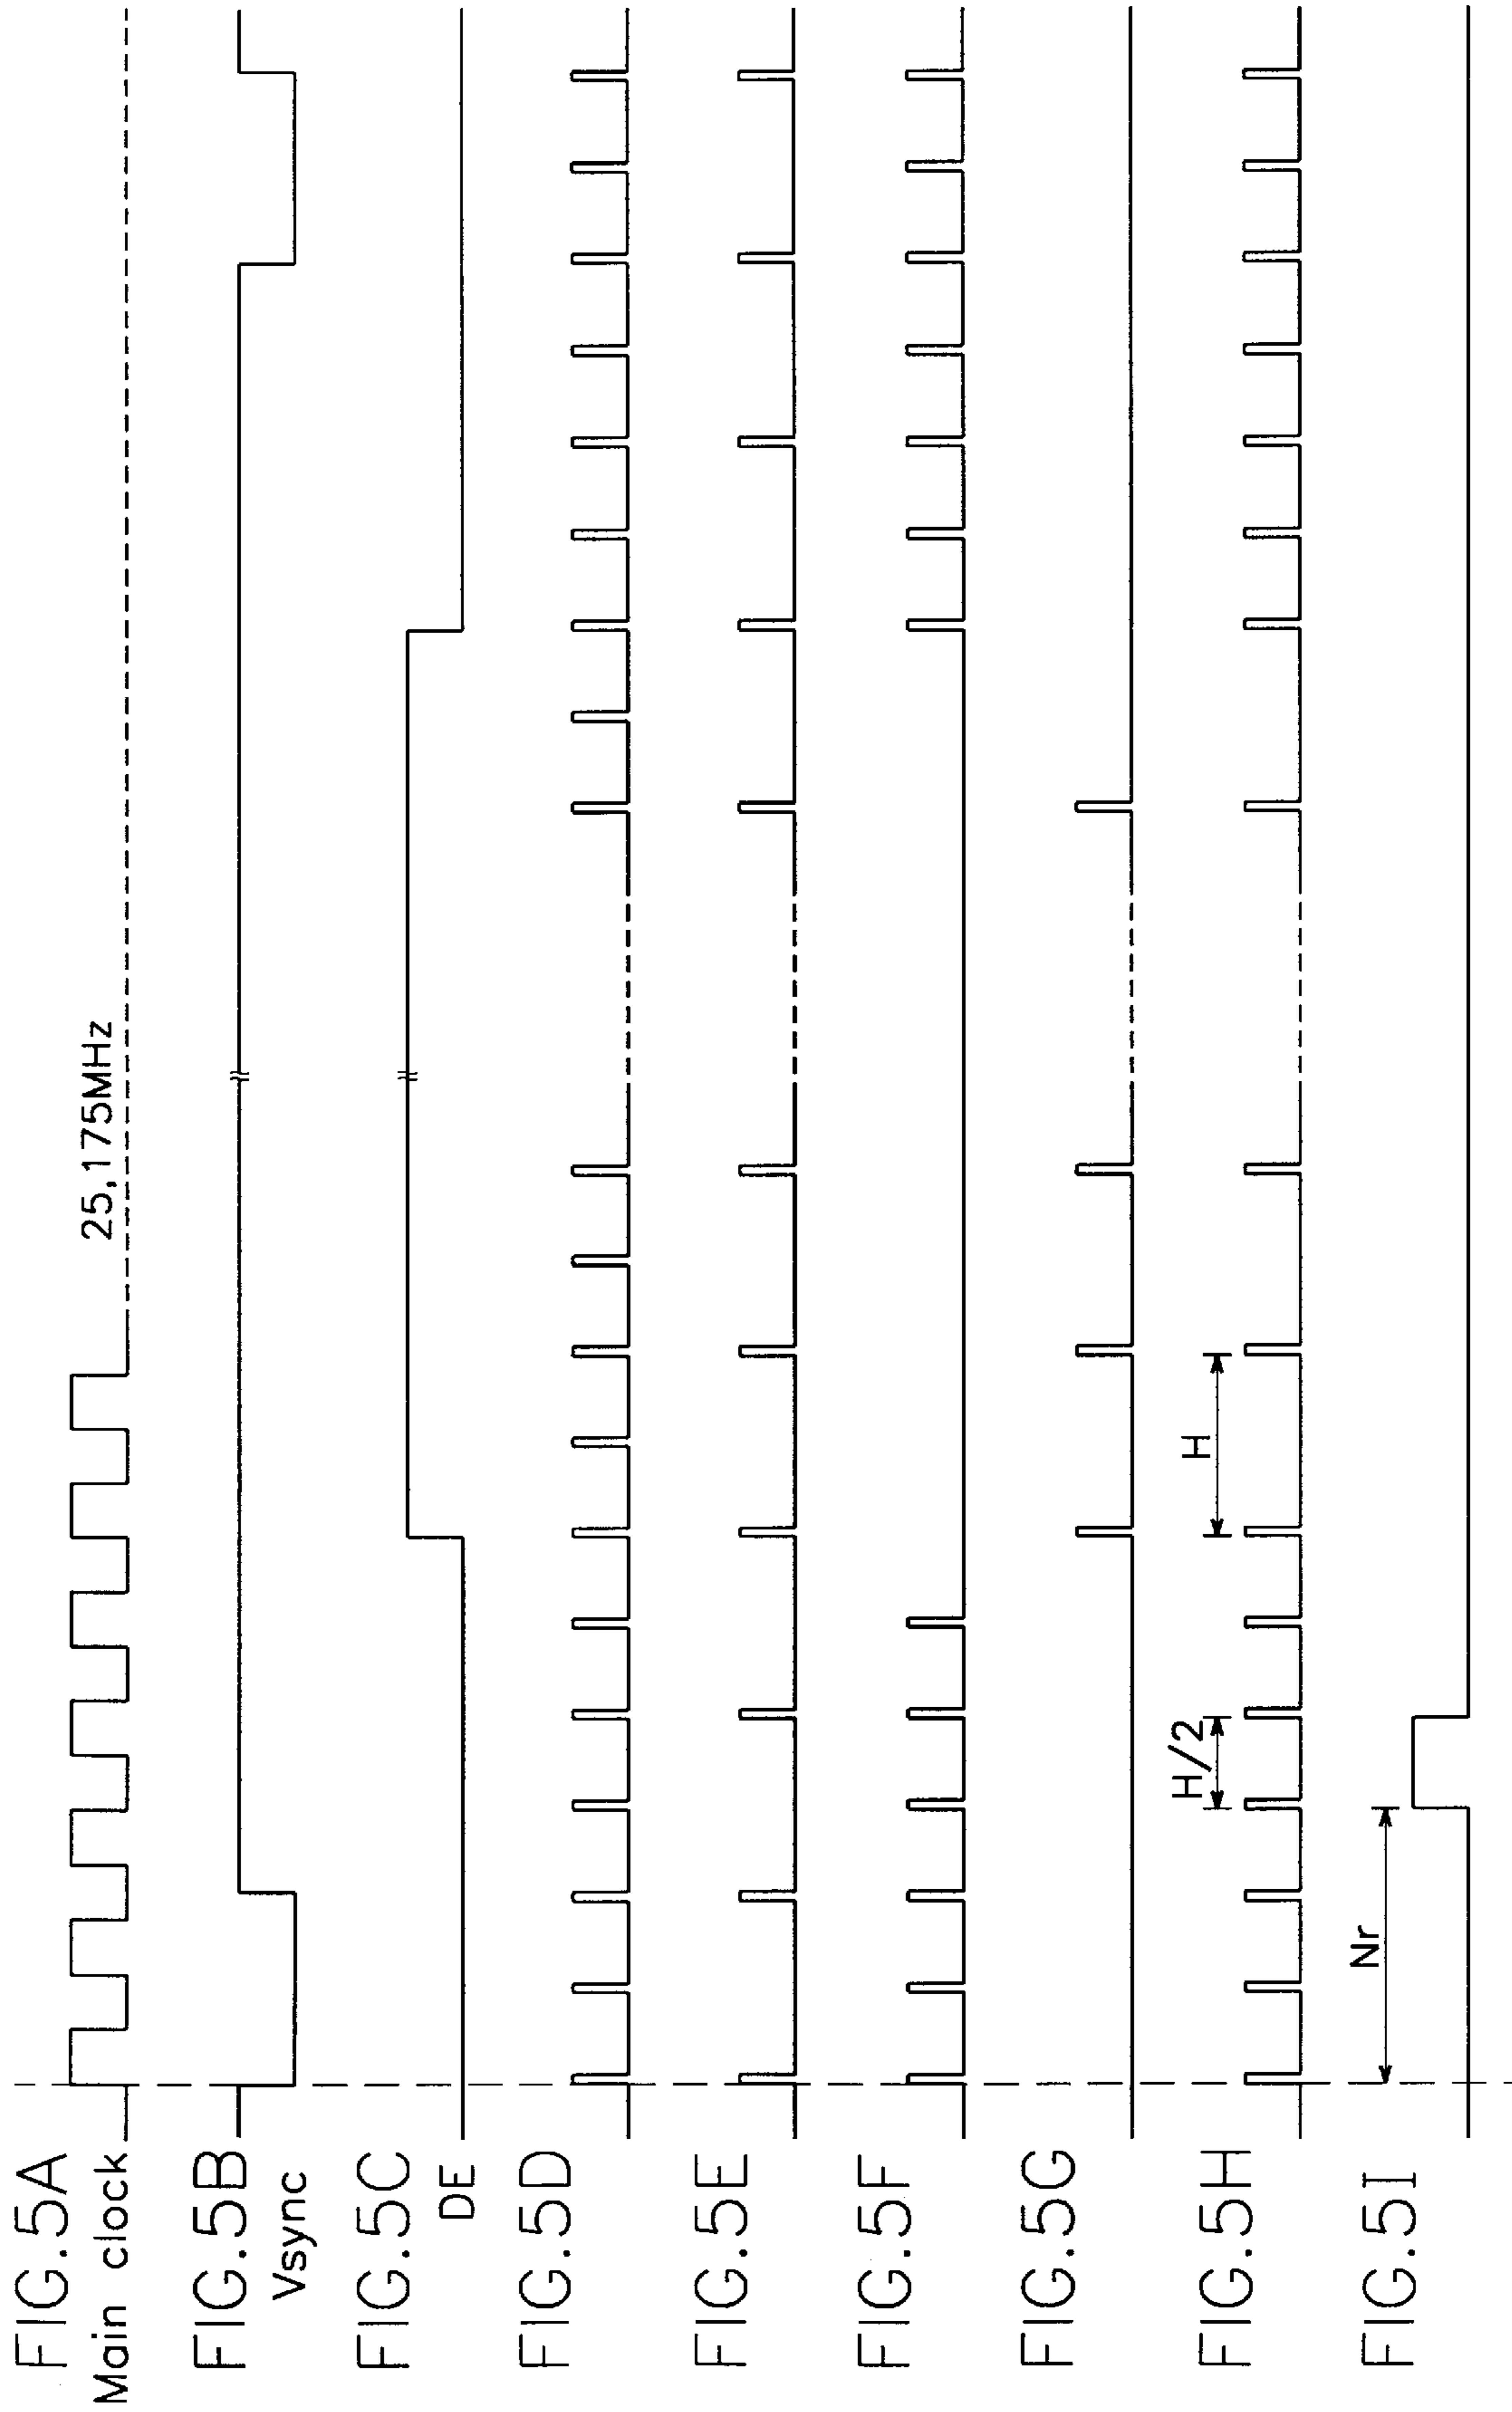 FIG.5A
Main clock
25,175MHz
FIG.5B
Vsync
FIG.5C
DE
FIG.5D
FIG.5E
FIG.5F
FIG.5G
FIG.5H
H/2
H
FIG.5I
Nr